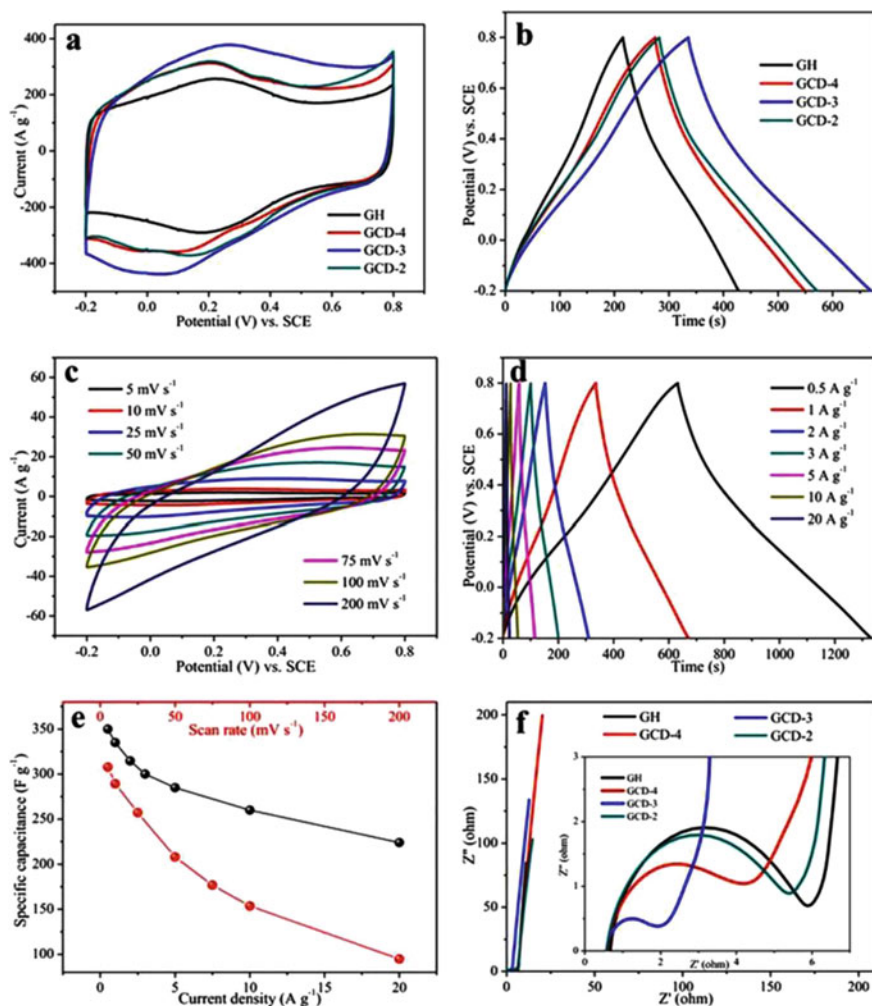 a
400
200
0
-200
-400
Current (A g⁻¹)
GH
GCD-4
GCD-3
GCD-2
-0.2 0.0 0.2 0.4 0.6 0.8
Potential (V) vs. SCE
b
0.8
0.6
0.4
0.2
0.0
-0.2
Potential (V) vs. SCE
GH
GCD-4
GCD-3
GCD-2
0 100 200 300 400 500 600
Time (s)
c
60
40
20
0
-20
-40
-60
Current (A g⁻¹)
5 mV s⁻¹
10 mV s⁻¹
25 mV s⁻¹
50 mV s⁻¹
75 mV s⁻¹
100 mV s⁻¹
200 mV s⁻¹
-0.2 0.0 0.2 0.4 0.6 0.8
Potential (V) vs. SCE
d
0.8
0.6
0.4
0.2
0.0
-0.2
Potential (V) vs. SCE
0.5 A g⁻¹
1 A g⁻¹
2 A g⁻¹
3 A g⁻¹
5 A g⁻¹
10 A g⁻¹
20 A g⁻¹
0 200 400 600 800 1000 1200
Time (s)
e
0 50 100 150 200
Scan rate (mV s⁻¹)
350
300
250
200
150
100
Specific capacitance (F g⁻¹)
0 5 10 15 20
Current density (A g⁻¹)
f
200
150
100
50
0
Z'' (ohm)
GH
GCD-4
GCD-3
GCD-2
3
2
1
0
Z'' (ohm)
GH
GCD-4
GCD-3
GCD-2
0 2 4 6
Z' (ohm)
0 50 100 150 200
Z' (ohm)